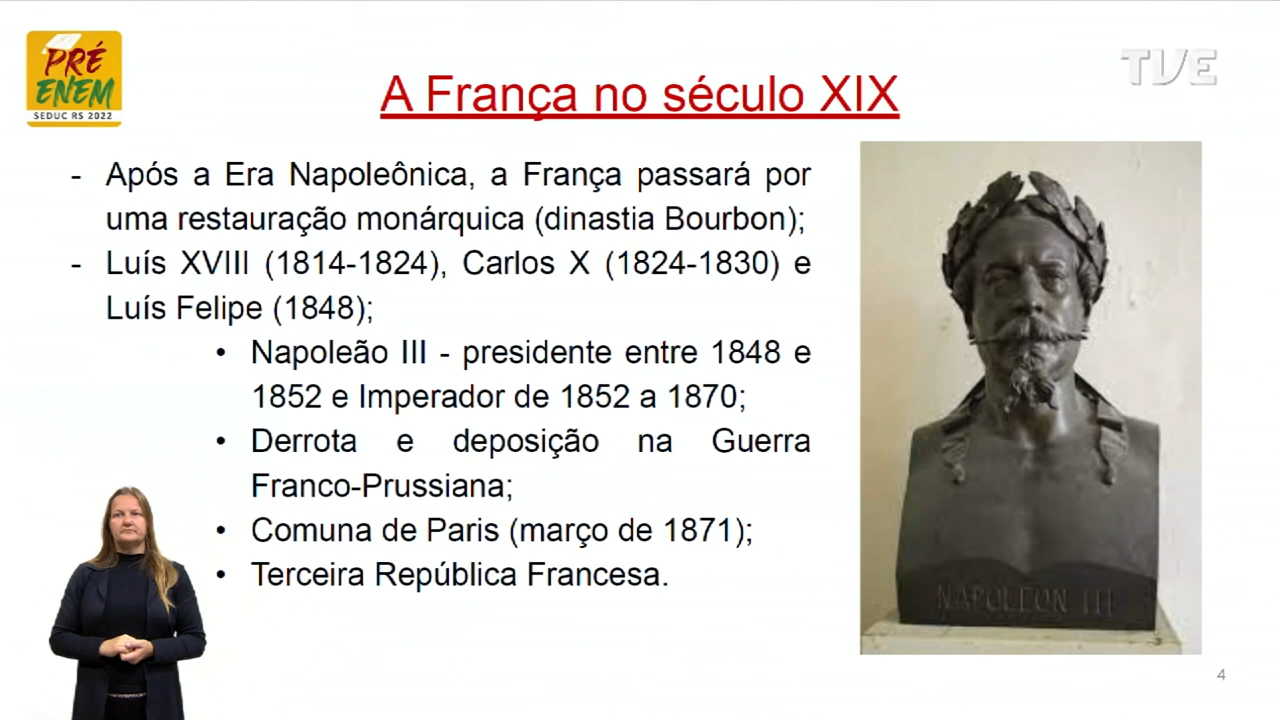 PRÉ
ENEM
SEDUC RS 2022
TVE
A França no século XIX
- Após a Era Napoleônica, a França passará por
uma restauração monárquica (dinastia Bourbon);
- Luís XVIII (1814-1824), Carlos X (1824-1830) e
Luís Felipe (1848);
• Napoleão III - presidente entre 1848 e
1852 e Imperador de 1852 a 1870;
• Derrota e deposição na Guerra
Franco-Prussiana;
• Comuna de Paris (março de 1871);
• Terceira República Francesa.
NAPOLEON III
4